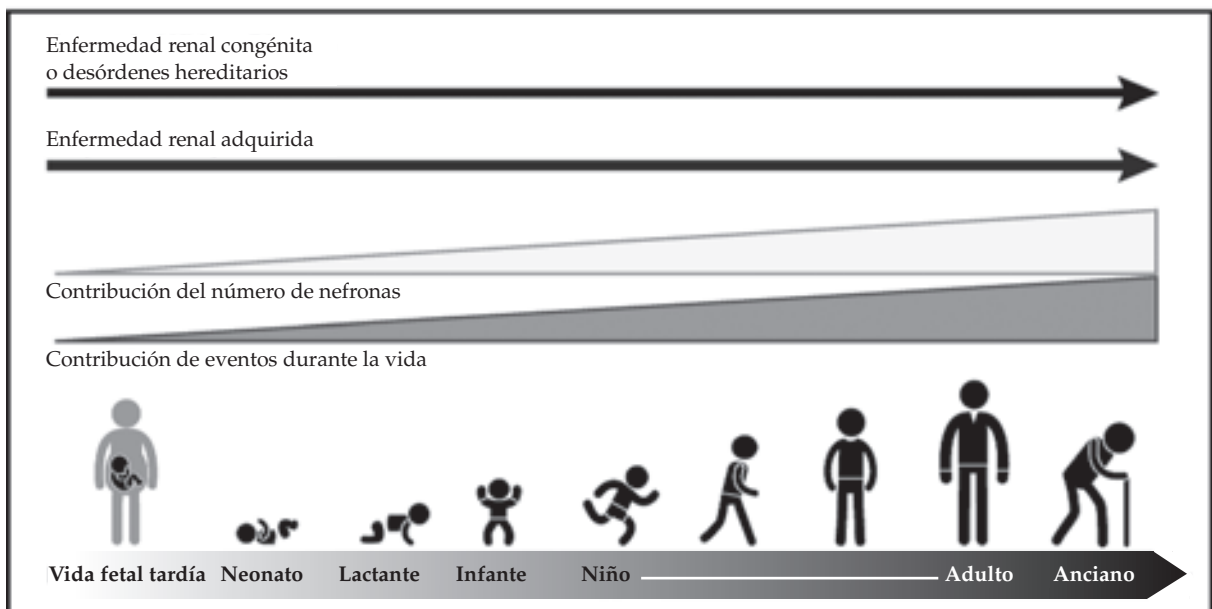 Enfermedad renal congénita
o desórdenes hereditarios
Enfermedad renal adquirida
Contribución del número de nefronas
Contribución de eventos durante la vida
Vida fetal tardía Neonato Lactante Infante Niño Adulto Anciano